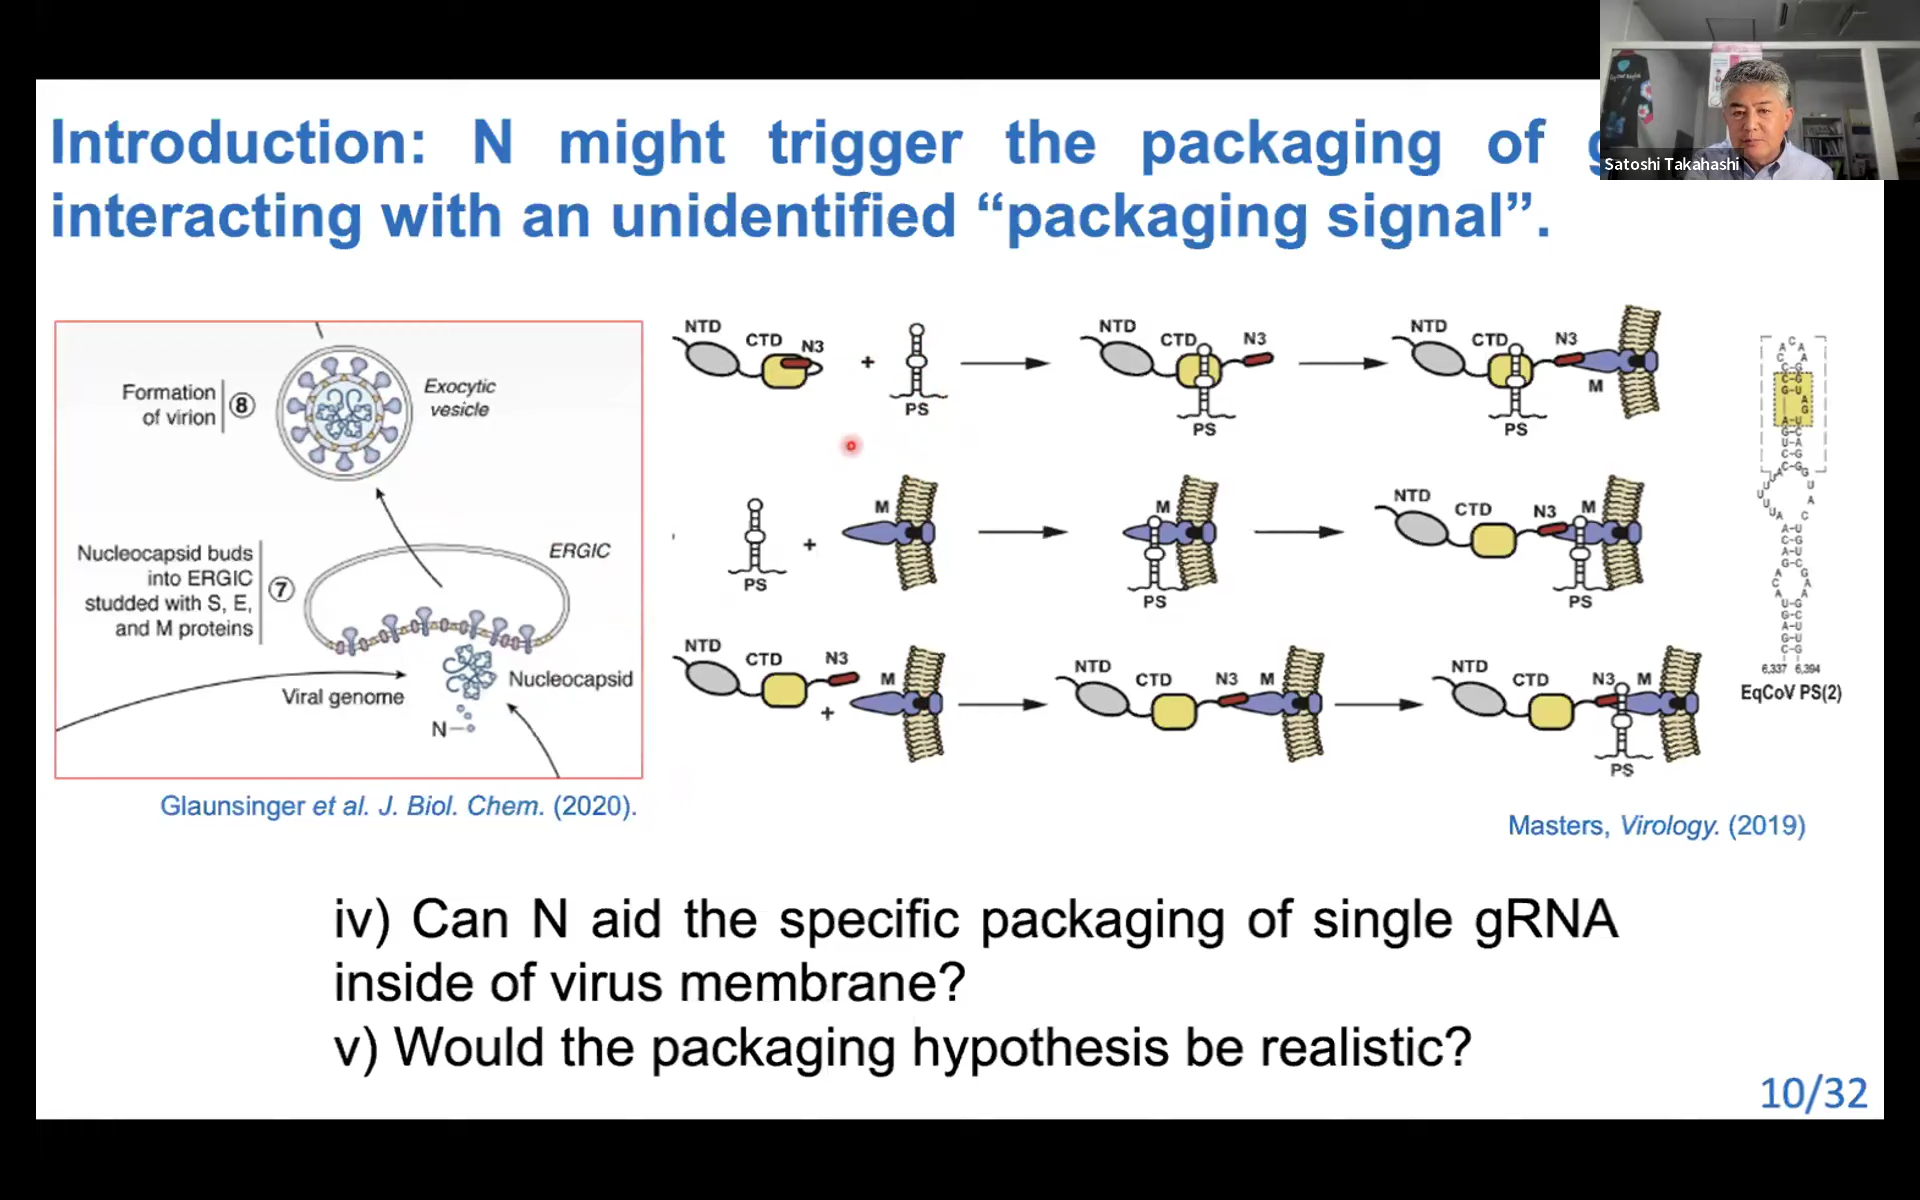 Introduction: N might trigger the packaging of
interacting with an unidentified “packaging signal”.
Satoshi Takahashi
Formation
of virion
8
Exocytic
vesicle
Nucleocapsid buds
into ERGIC
studded with S, E,
and M proteins
7
ERGIC
Viral genome
Nucleocapsid
N
Glaunsinger et al. J. Biol. Chem. (2020).
NTD CTD N3 + PS
NTD CTD N3 PS
NTD CTD N3 M PS
PS + M
M PS
NTD CTD N3 M PS
NTD CTD N3 + M
NTD CTD N3 M
NTD CTD N3 M PS
6,337 6,394
EqCoV PS(2)
Masters, Virology. (2019)
iv) Can N aid the specific packaging of single gRNA
inside of virus membrane?
v) Would the packaging hypothesis be realistic?
10/32